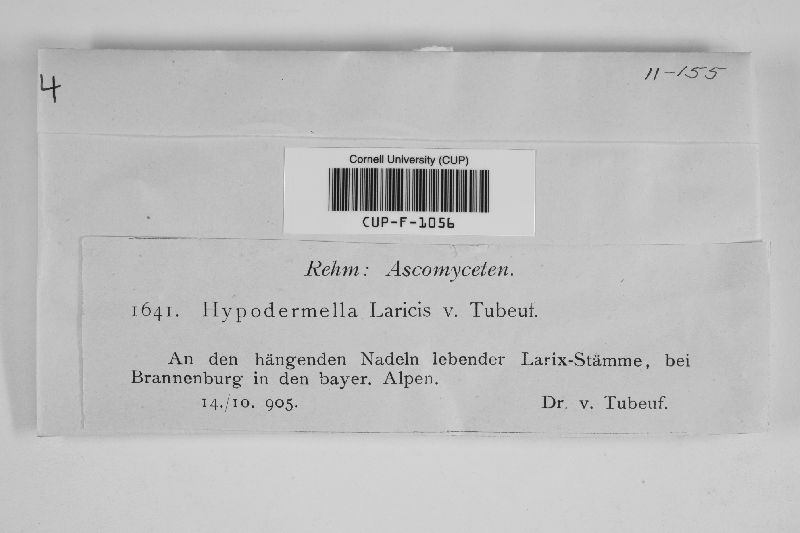 4
11-155
Cornell University (CUP)
CUP-F-1056
Rehm: Ascomyceten.
1641. Hypodermella Laricis v. Tubeuf.
An den hängenden Nadeln lebender Larix-Stämme, bei
Brannenburg in den bayer. Alpen.
14./10. 905. Dr. v. Tubeuf.